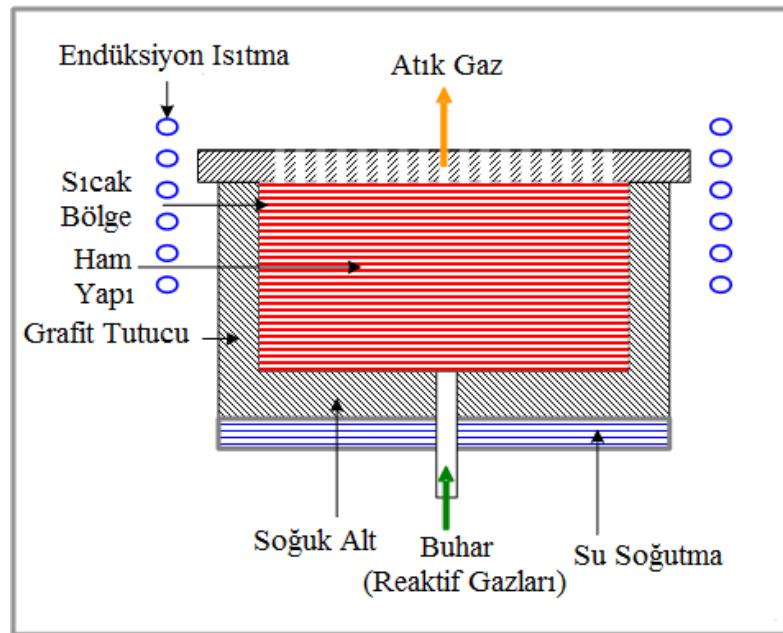 Endüksiyon Isıtma
Atık Gaz
Sıcak
Bölge
Ham
Yapı
Grafit Tutucu
Soğuk Alt
Buhar
(Reaktif Gazları)
Su Soğutma